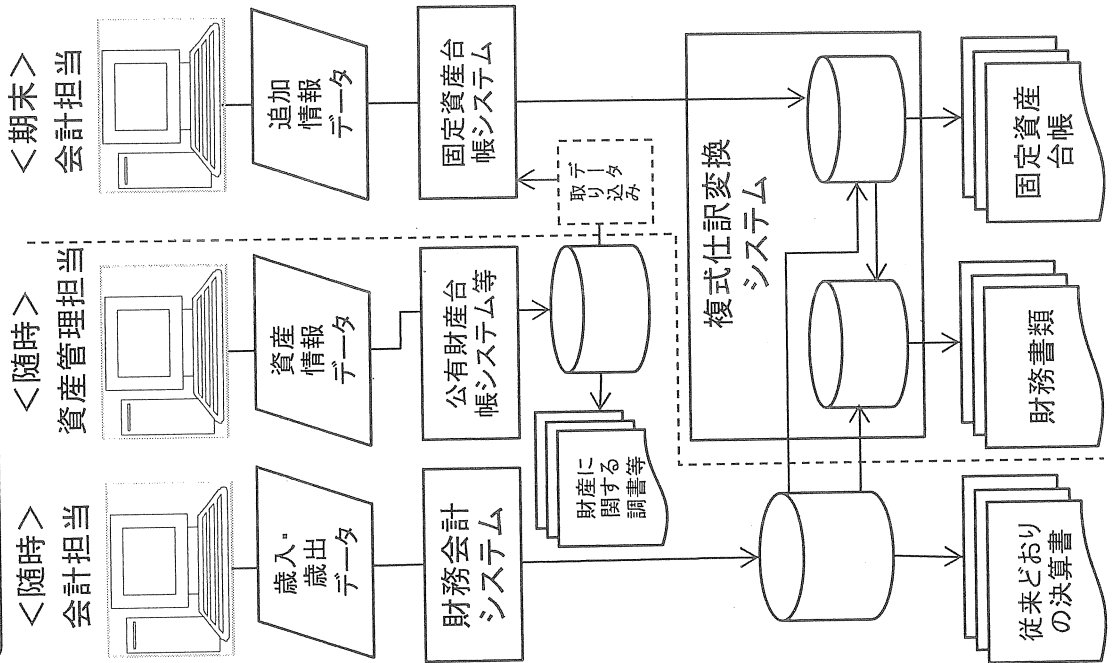 <随時>
会計担当
歳入・
歳出
データ
財務会計
システム
従来どおり
の決算書
<随時>
資産管理担当
資産
情報
データ
公有財産台
帳システム等
財産に
関する
調書等
<期末>
会計担当
追加
情報
データ
固定資産台
帳システム
データ
取り込み
複式仕訳変換
システム
財務書類
固定資産
台帳